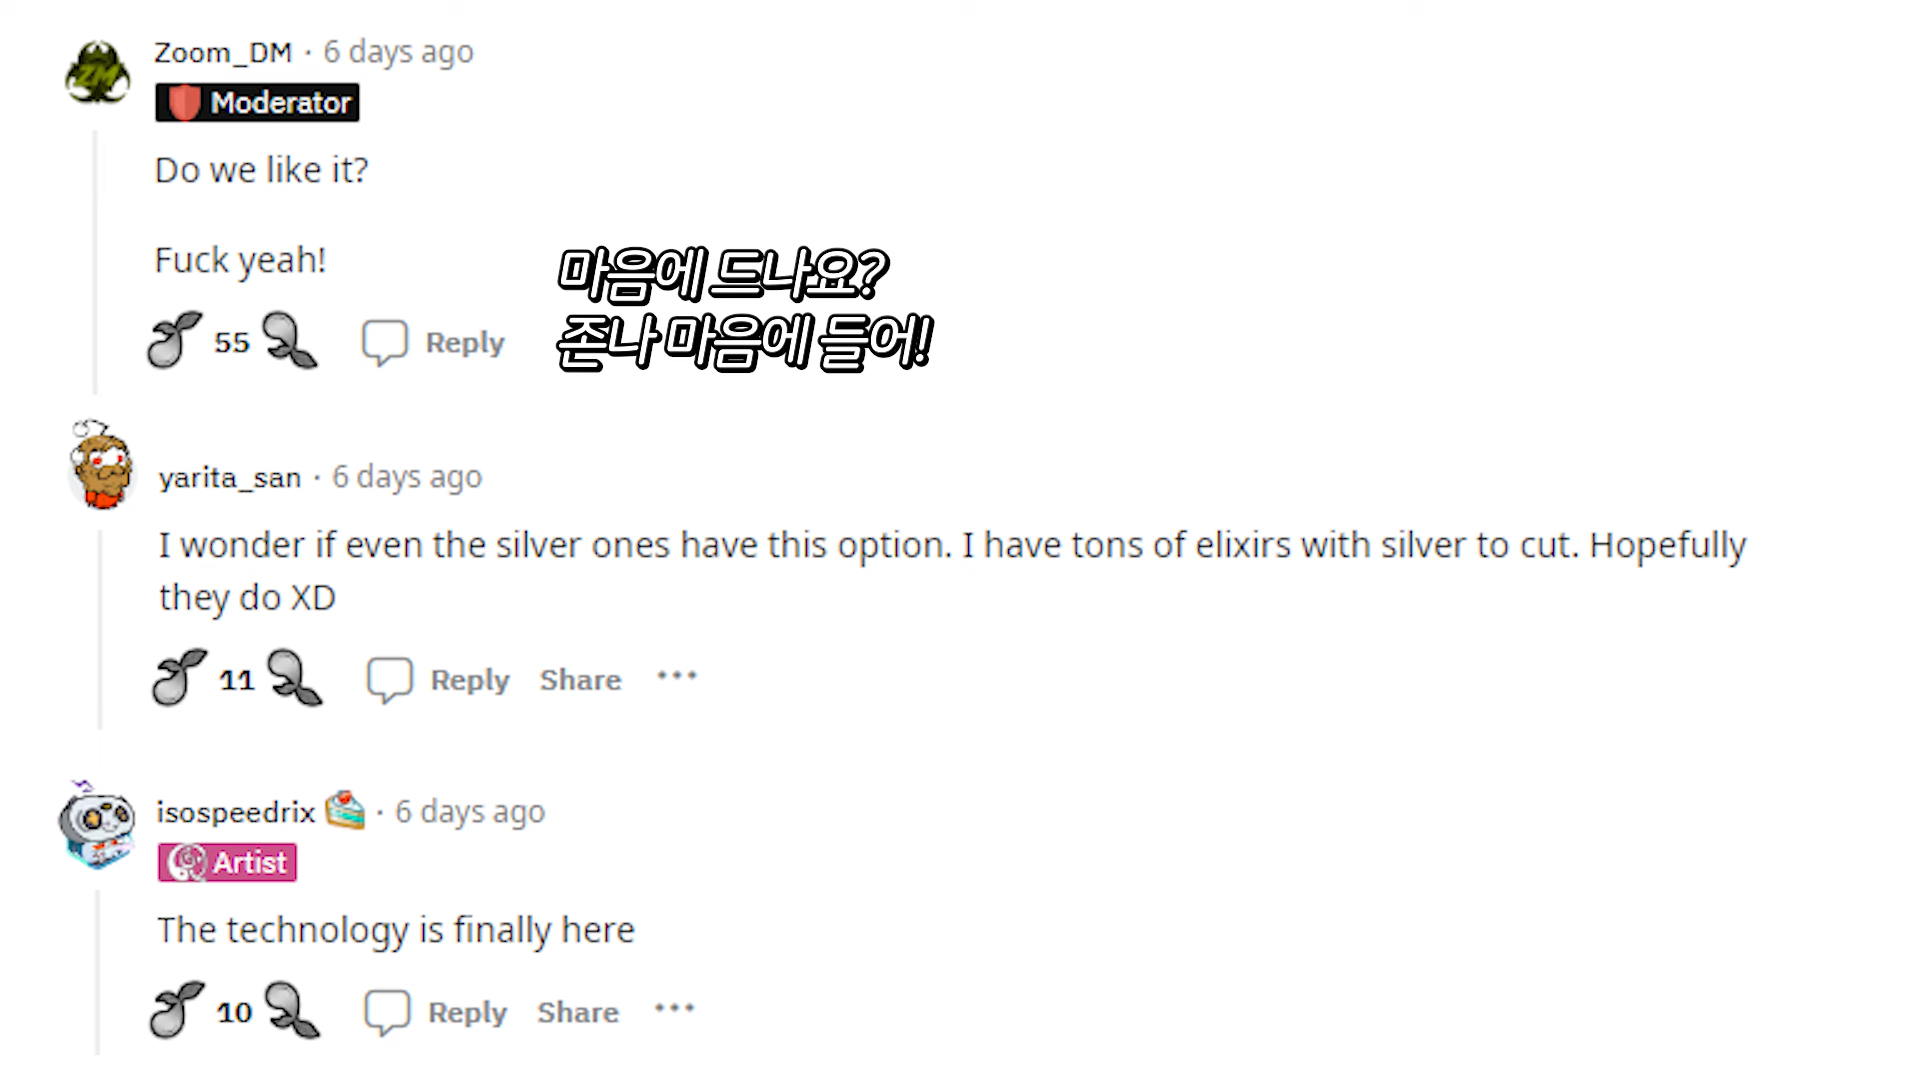 Zoom_DM · 6 days ago
Moderator
Do we like it?
Fuck yeah!
마음에 드나요?
존나 마음에 들어!
55 Reply
yarita_san · 6 days ago
I wonder if even the silver ones have this option. I have tons of elixirs with silver to cut. Hopefully
they do XD
11 Reply Share ...
isospeedrix · 6 days ago
Artist
The technology is finally here
10 Reply Share ...